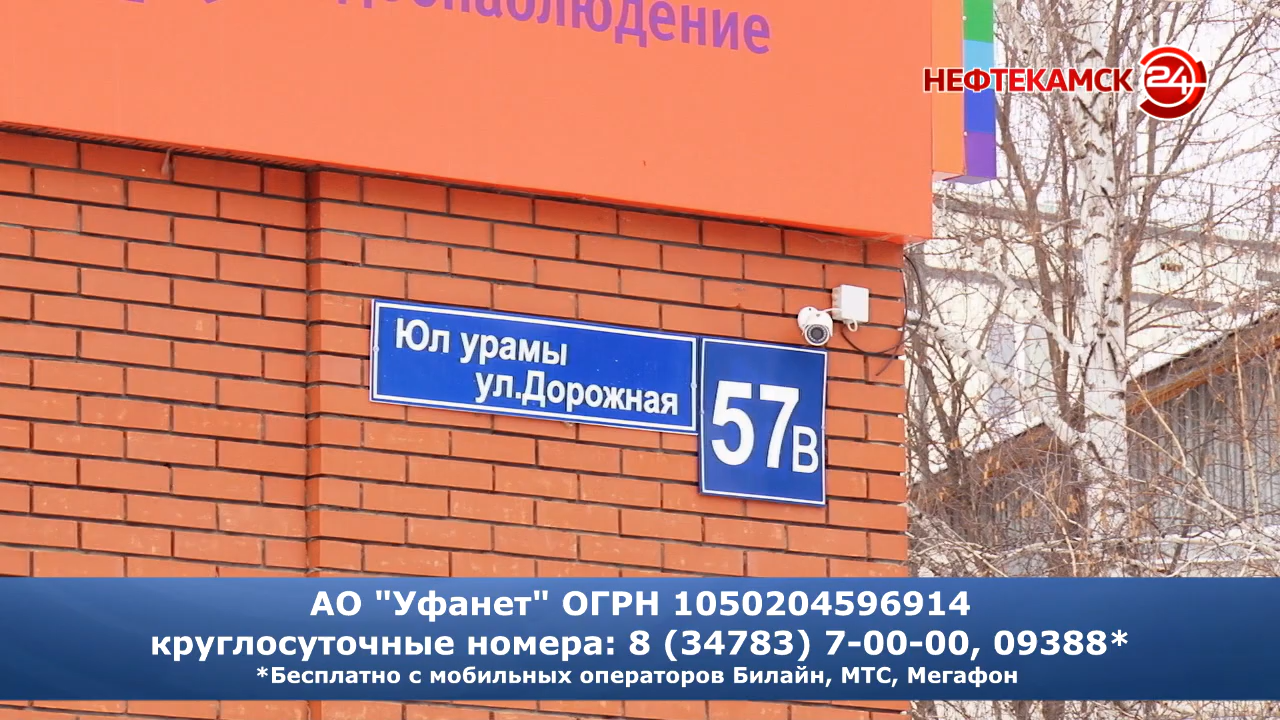 НЕФТЕКАМСК 24
Юл урамы
ул.Дорожная
57в
АО "Уфанет" ОГРН 1050204596914
круглосуточные номера: 8 (34783) 7-00-00, 09388*
*Бесплатно с мобильных операторов Билайн, МТС, Мегафон